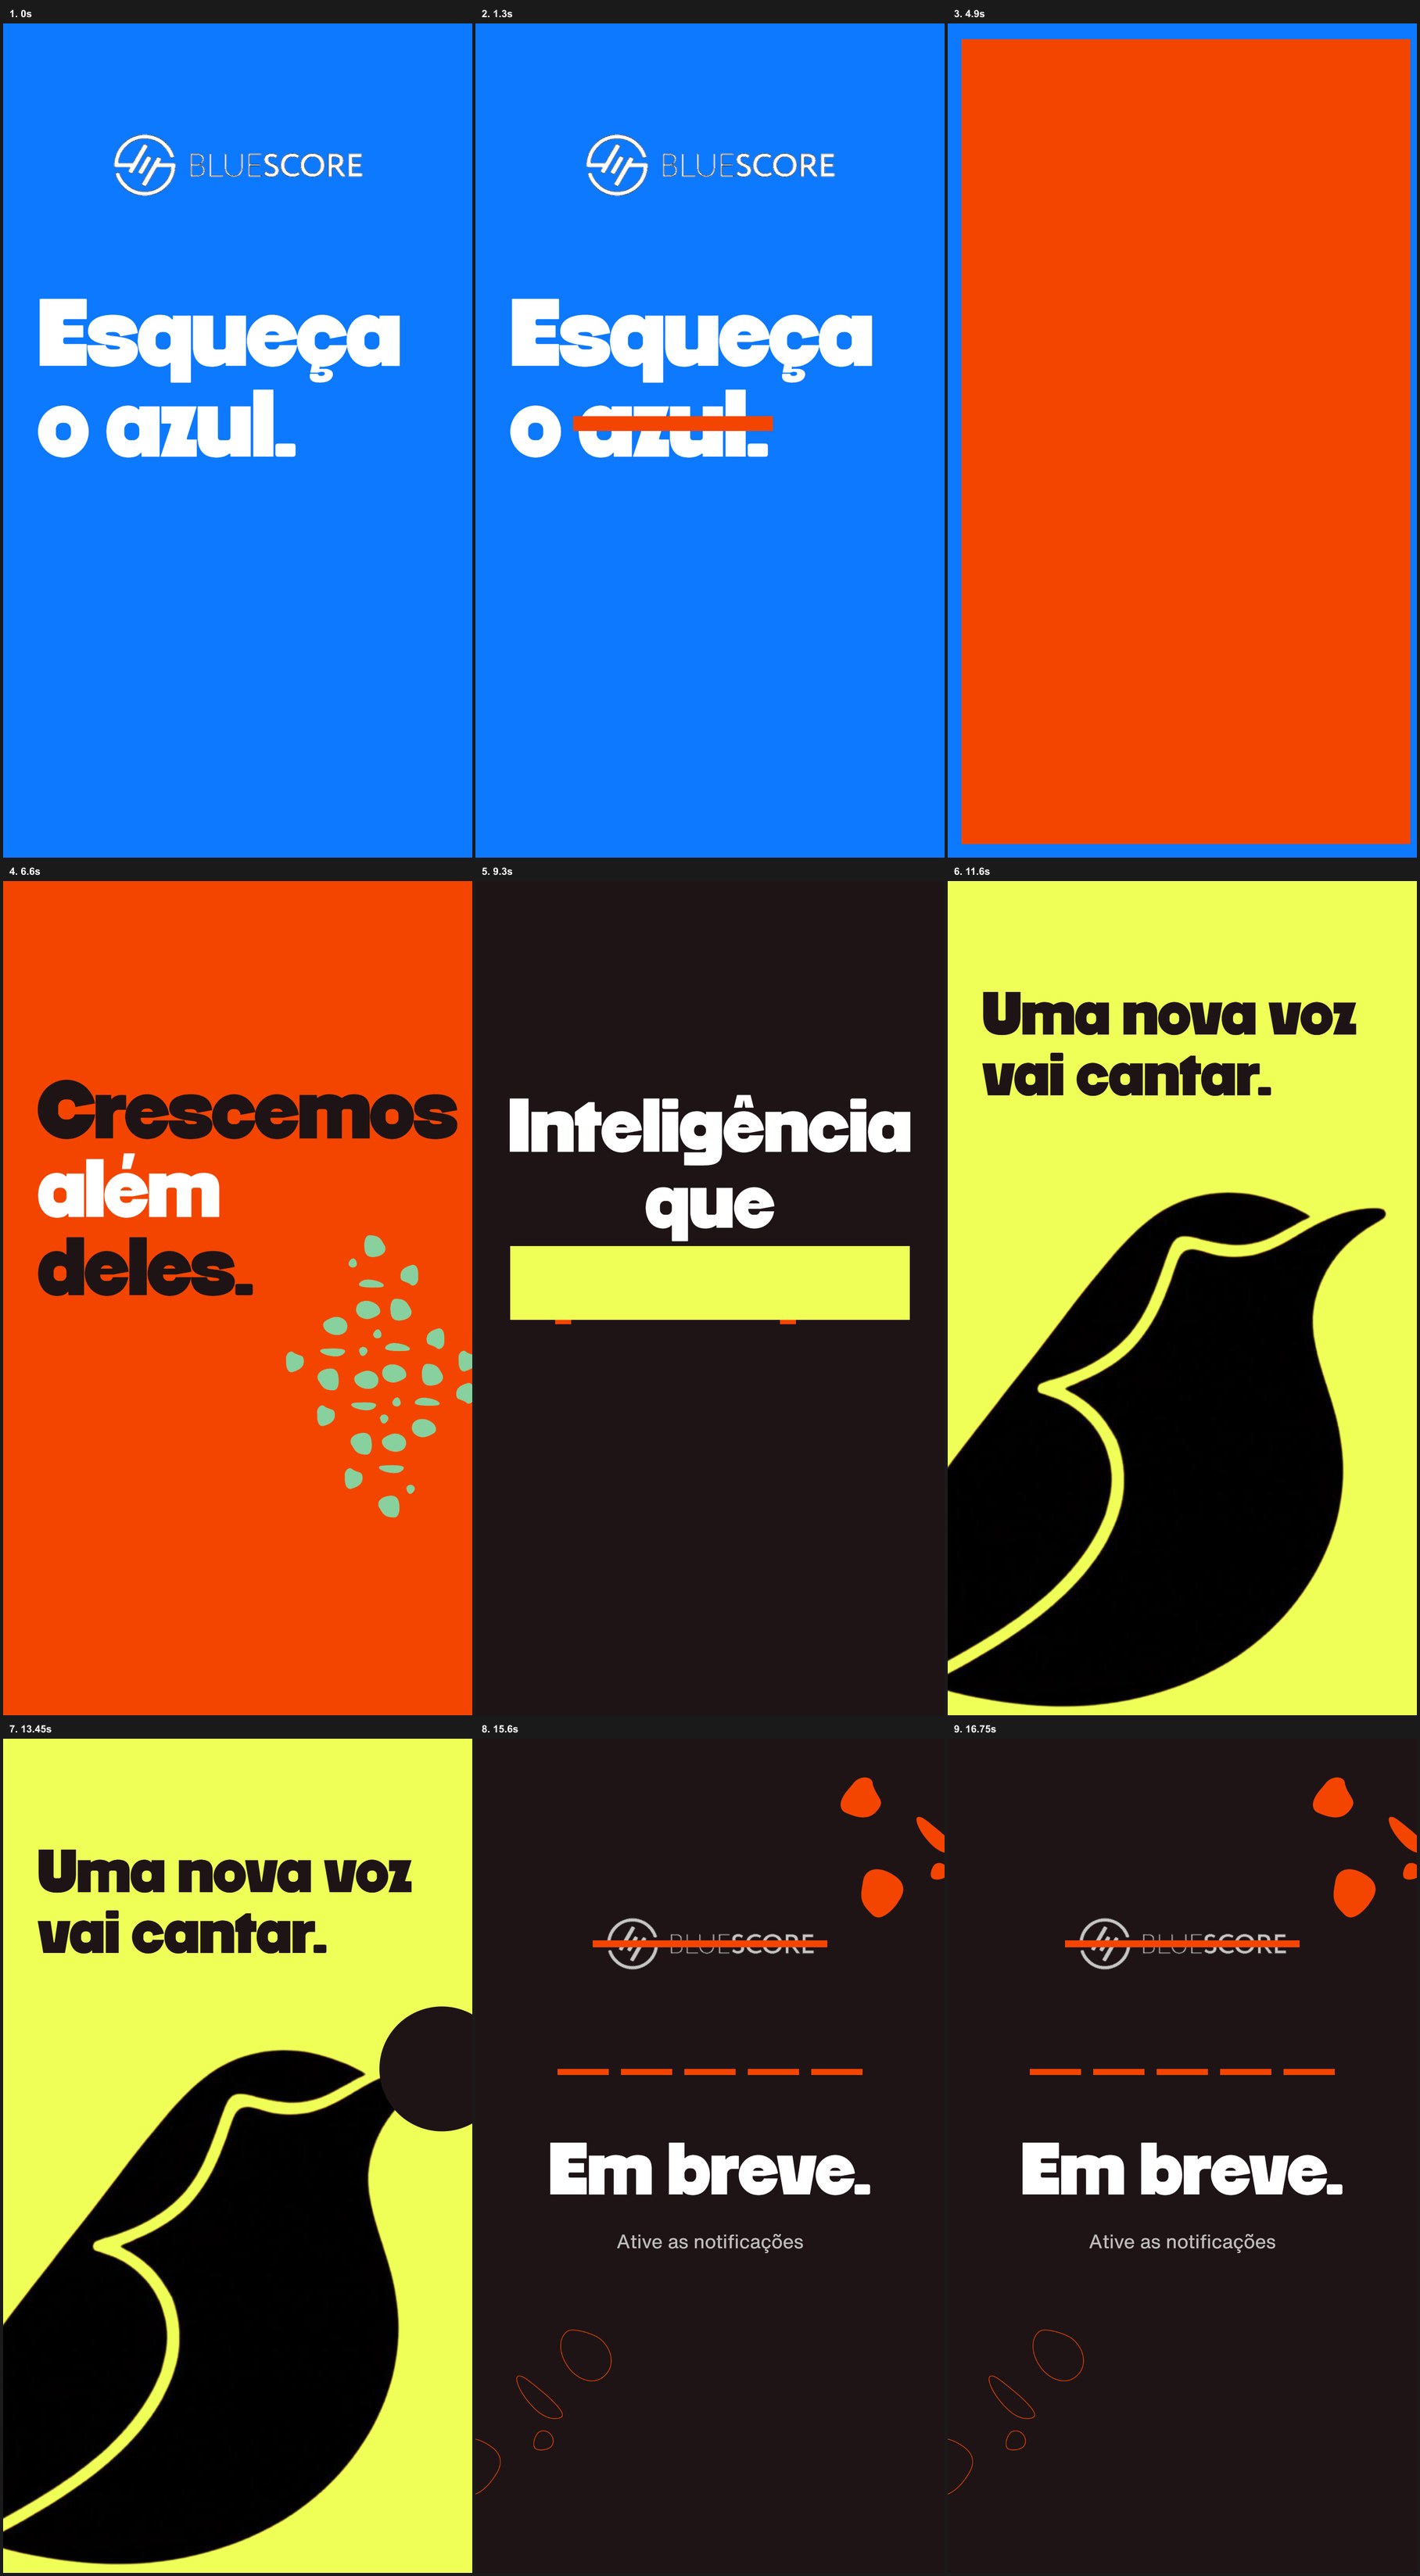 1. 0s
2. 1.3s
3. 4.9s
BLUESCORE
Esqueça
o azul.
BLUESCORE
Esqueça
o azul.
4. 6.6s
5. 9.3s
6. 11.6s
Crescemos
além
deles.
Inteligência
que
Uma nova voz
vai cantar.
7. 13.45s
8. 15.6s
9. 16.75s
Uma nova voz
vai cantar.
BLUESCORE
Em breve.
Ative as notificações
BLUESCORE
Em breve.
Ative as notificações